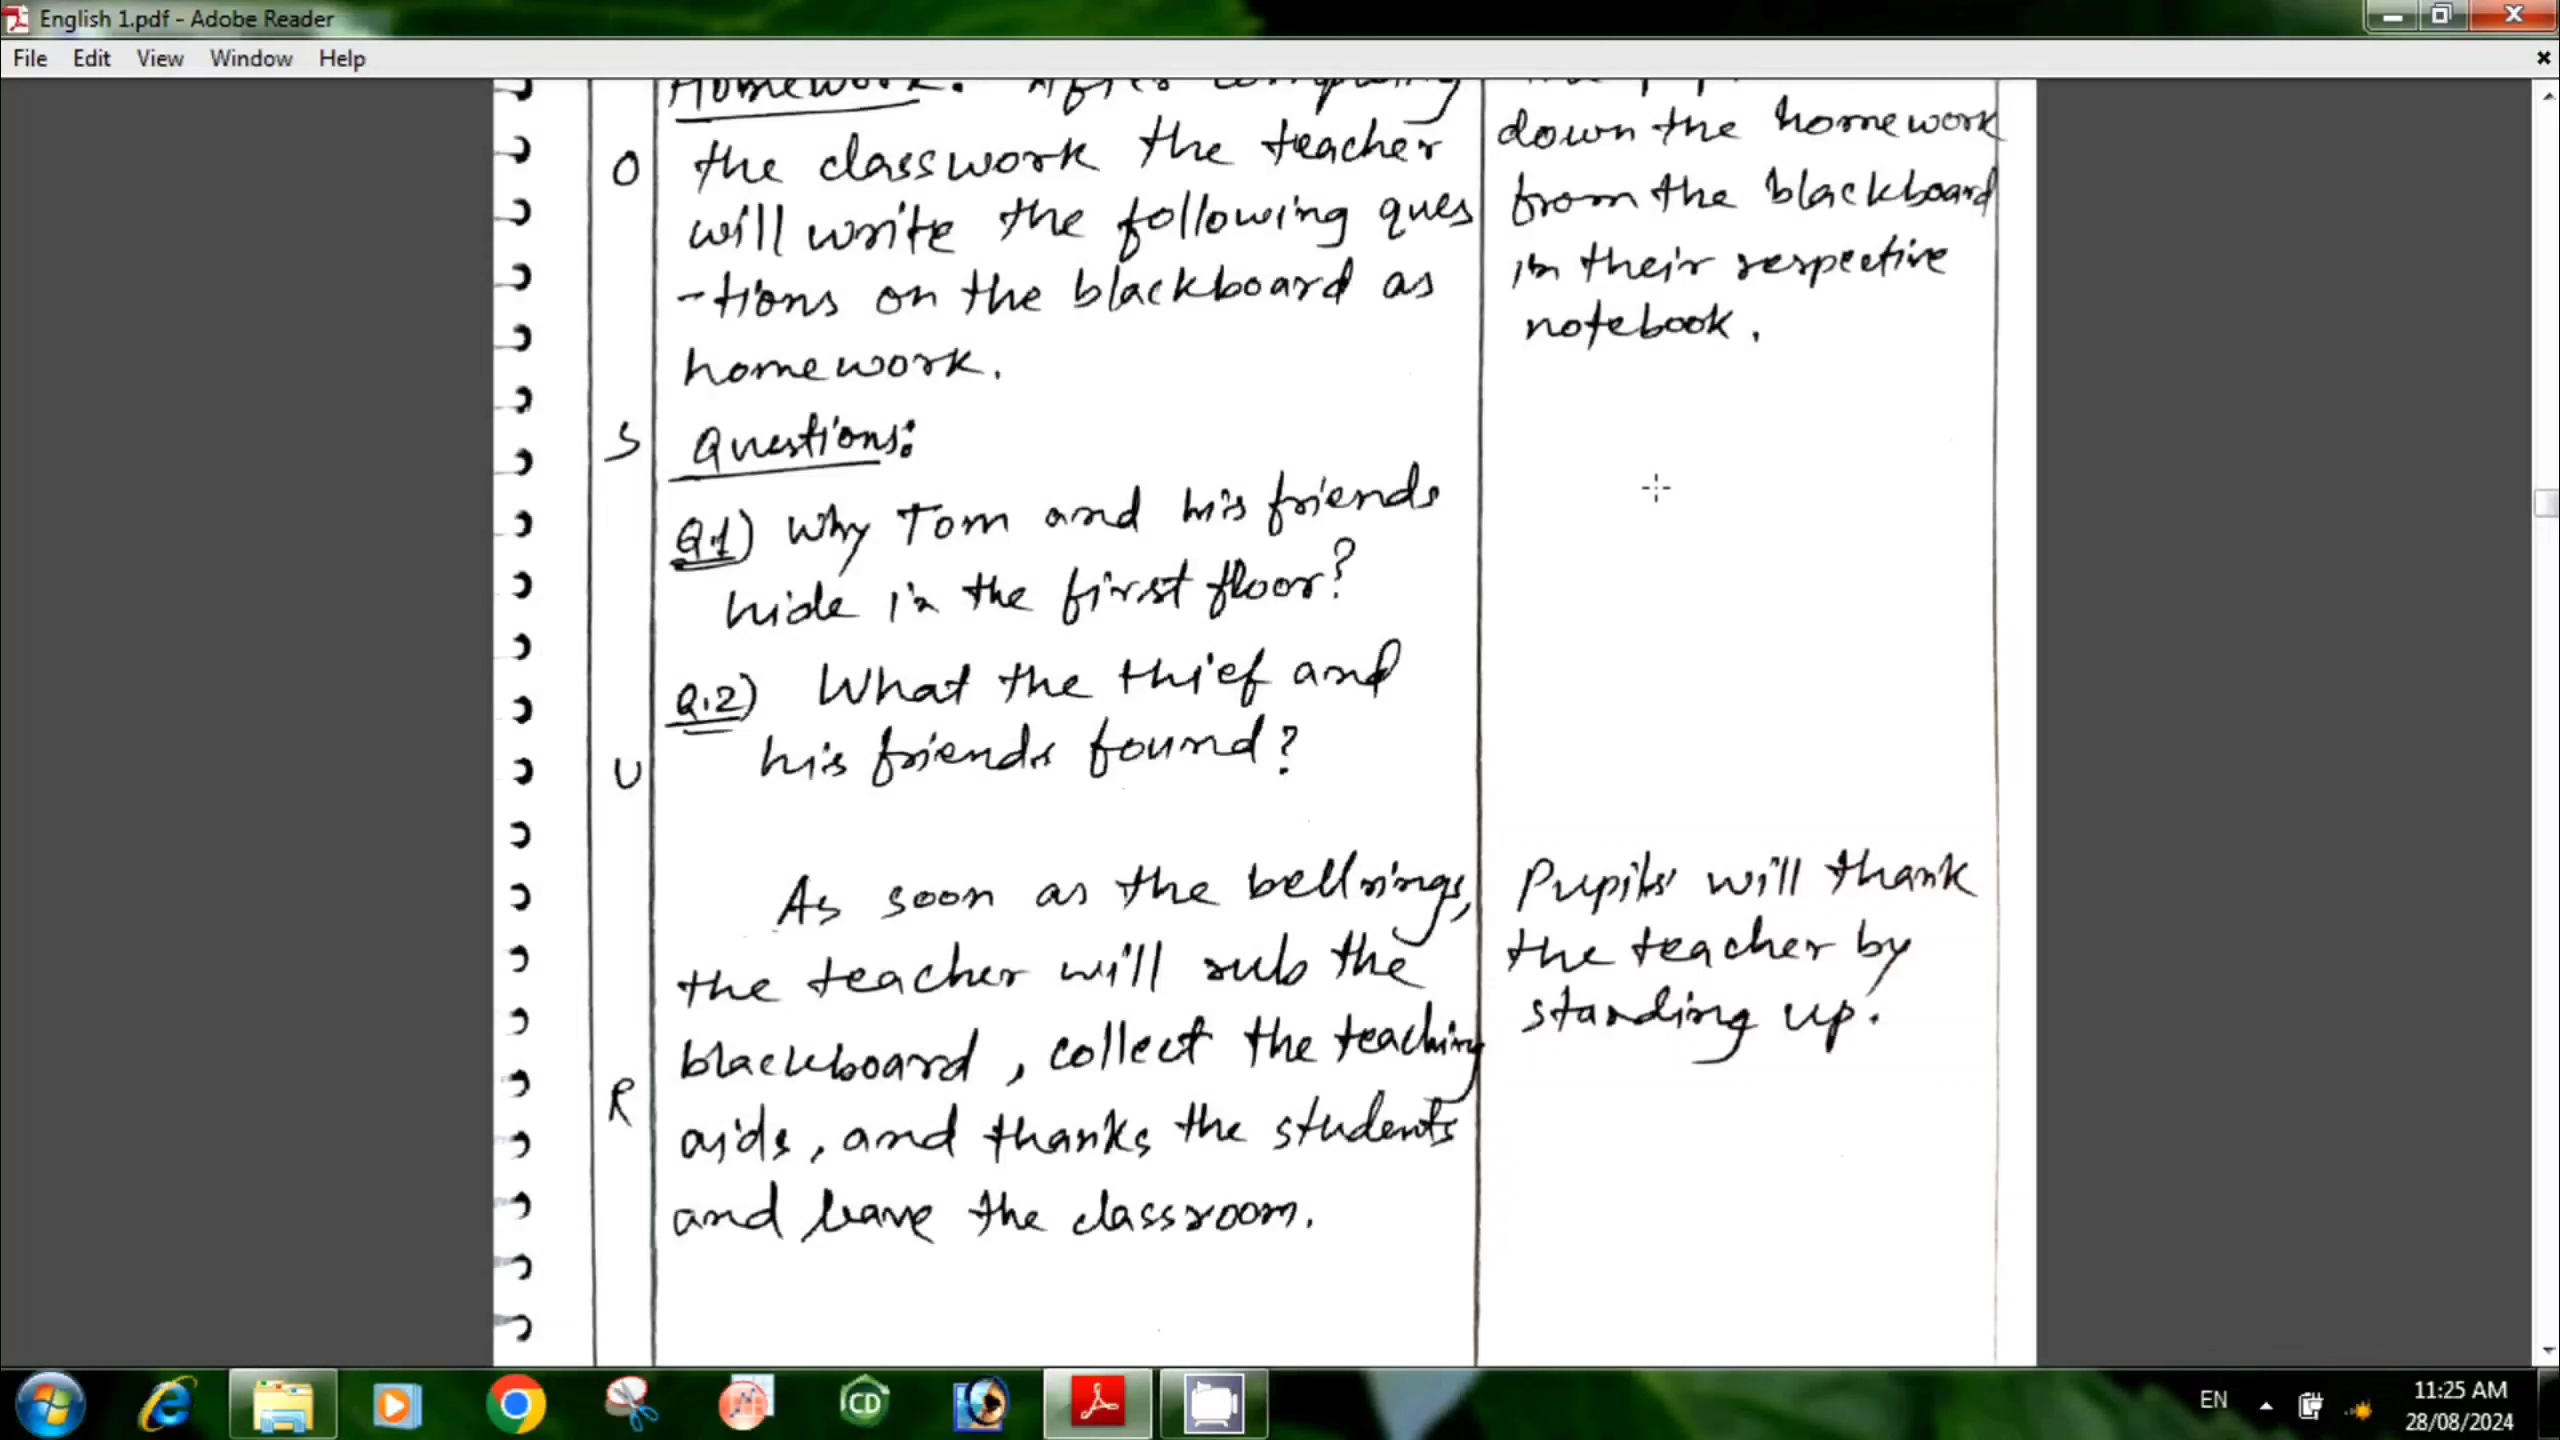 English 1.pdf - Adobe Reader
File Edit View Window Help
Homework: After completing
O the classwork the teacher
will write the following ques
-tions on the blackboard as
homework.
S Questions:
Q.1) Why Tom and his friends
hide in the first floor?
Q.2) What the thief and
U his friends found?
As soon as the bell rings,
the teacher will rub the
blackboard, collect the teaching
R aids, and thanks the students
and leave the classroom.
down the homework
from the blackboard
in their respective
notebook.
Pupils will thank
the teacher by
standing up.
CD
EN
11:25 AM
28/08/2024